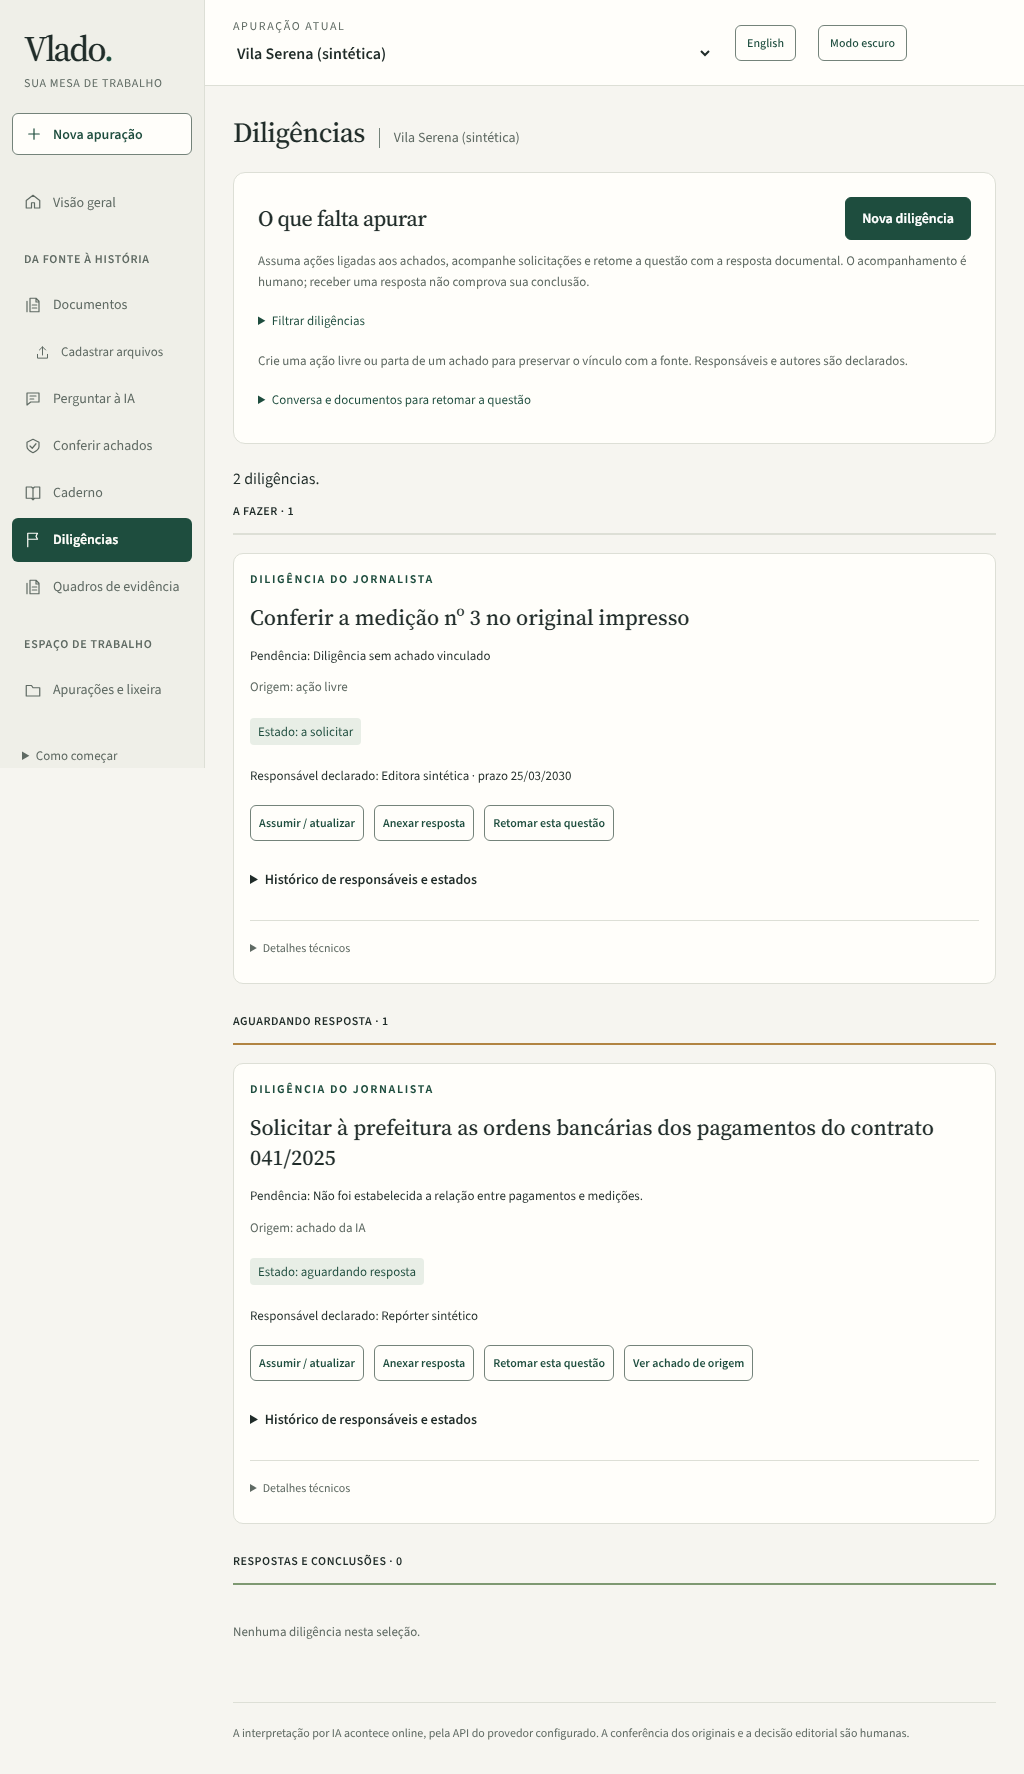 Vlado.
SUA MESA DE TRABALHO
Nova apuração
Visão geral
DA FONTE À HISTÓRIA
Documentos
Cadastrar arquivos
Perguntar à IA
Conferir achados
Caderno
Diligências
Quadros de evidência
ESPAÇO DE TRABALHO
Apurações e lixeira
Como começar
APURAÇÃO ATUAL
Vila Serena (sintética)
English
Modo escuro
Diligências
Vila Serena (sintética)
O que falta apurar
Nova diligência
Assuma ações ligadas aos achados, acompanhe solicitações e retome a questão com a resposta documental. O acompanhamento é
humano; receber uma resposta não comprova sua conclusão.
Filtrar diligências
Crie uma ação livre ou parta de um achado para preservar o vínculo com a fonte. Responsáveis e autores são declarados.
Conversa e documentos para retomar a questão
2 diligências.
A FAZER · 1
DILIGÊNCIA DO JORNALISTA
Conferir a medição nº 3 no original impresso
Pendência: Diligência sem achado vinculado
Origem: ação livre
Estado: a solicitar
Responsável declarado: Editora sintética · prazo 25/03/2030
Assumir / atualizar
Anexar resposta
Retomar esta questão
Histórico de responsáveis e estados
Detalhes técnicos
AGUARDANDO RESPOSTA · 1
DILIGÊNCIA DO JORNALISTA
Solicitar à prefeitura as ordens bancárias dos pagamentos do contrato
041/2025
Pendência: Não foi estabelecida a relação entre pagamentos e medições.
Origem: achado da IA
Estado: aguardando resposta
Responsável declarado: Repórter sintético
Assumir / atualizar
Anexar resposta
Retomar esta questão
Ver achado de origem
Histórico de responsáveis e estados
Detalhes técnicos
RESPOSTAS E CONCLUSÕES · 0
Nenhuma diligência nesta seleção.
A interpretação por IA acontece online, pela API do provedor configurado. A conferência dos originais e a decisão editorial são humanas.